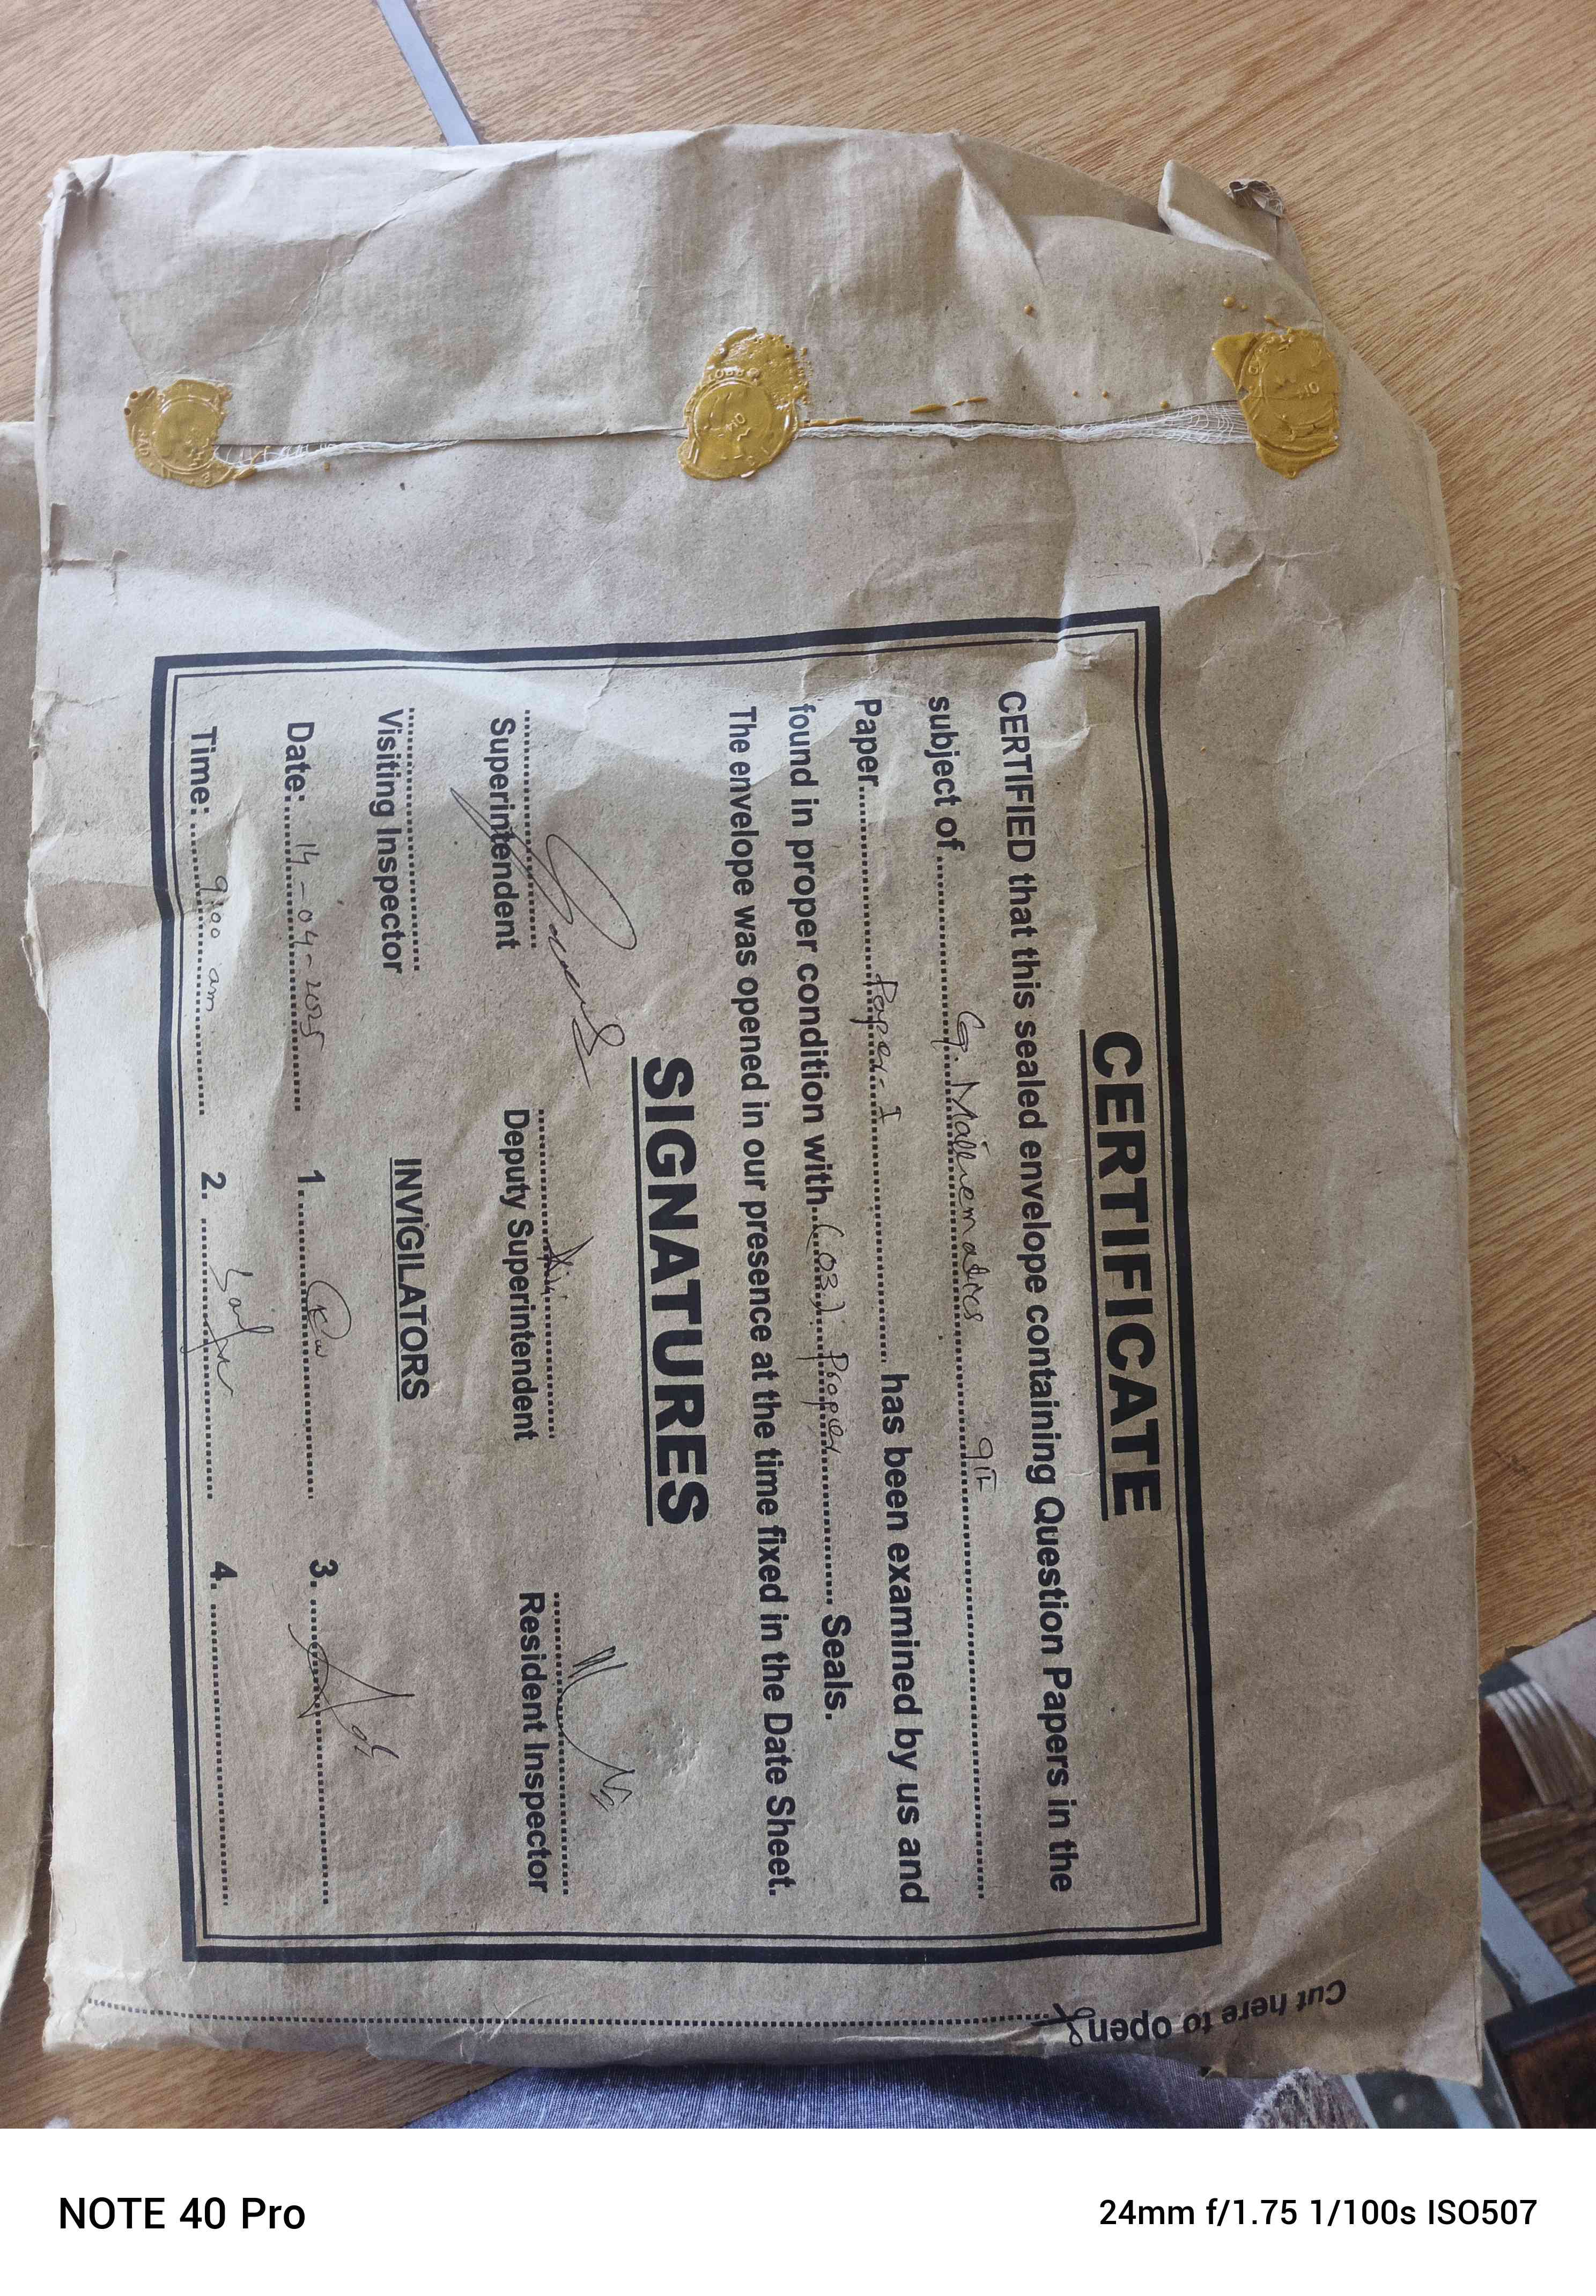 CERTIFICATE
CERTIFIED that this sealed envelope containing Question Papers in the
subject of G. Mathematics 9th
Paper Paper-I has been examined by us and
found in proper condition with (03) Proper Seals.
The envelope was opened in our presence at the time fixed in the Date Sheet.
SIGNATURES
Superintendent Deputy Superintendent Resident Inspector
Visiting Inspector INVIGILATORS
Date: 14-04-2025 1. 3.
Time: 9:00 am 2. 4.
Cut here to open
NOTE 40 Pro 24mm f/1.75 1/100s ISO507